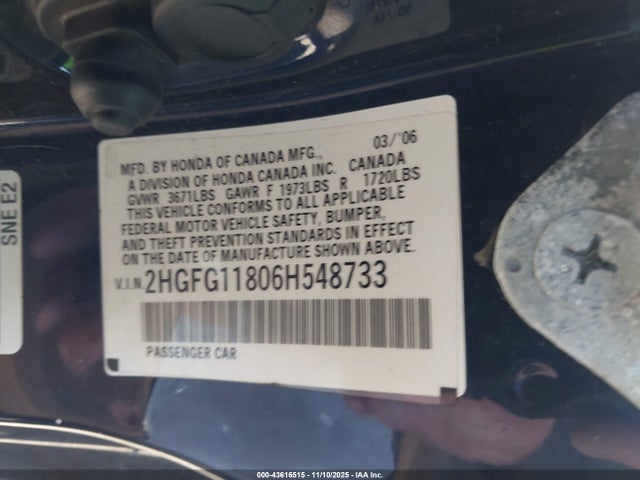 03/'06
MFD. BY HONDA OF CANADA MFG.,
A DIVISION OF HONDA CANADA INC. CANADA
GVWR 3671LBS GAWR F 1973LBS R 1720LBS
THIS VEHICLE CONFORMS TO ALL APPLICABLE
FEDERAL MOTOR VEHICLE SAFETY, BUMPER,
AND THEFT PREVENTION STANDARDS IN EFFECT
ON THE DATE OF MANUFACTURE SHOWN ABOVE.
V.I.N. 2HGFG11806H548733
PASSENGER CAR
SNE E2
000-43616515 - 11/10/2025 - IAA Inc.